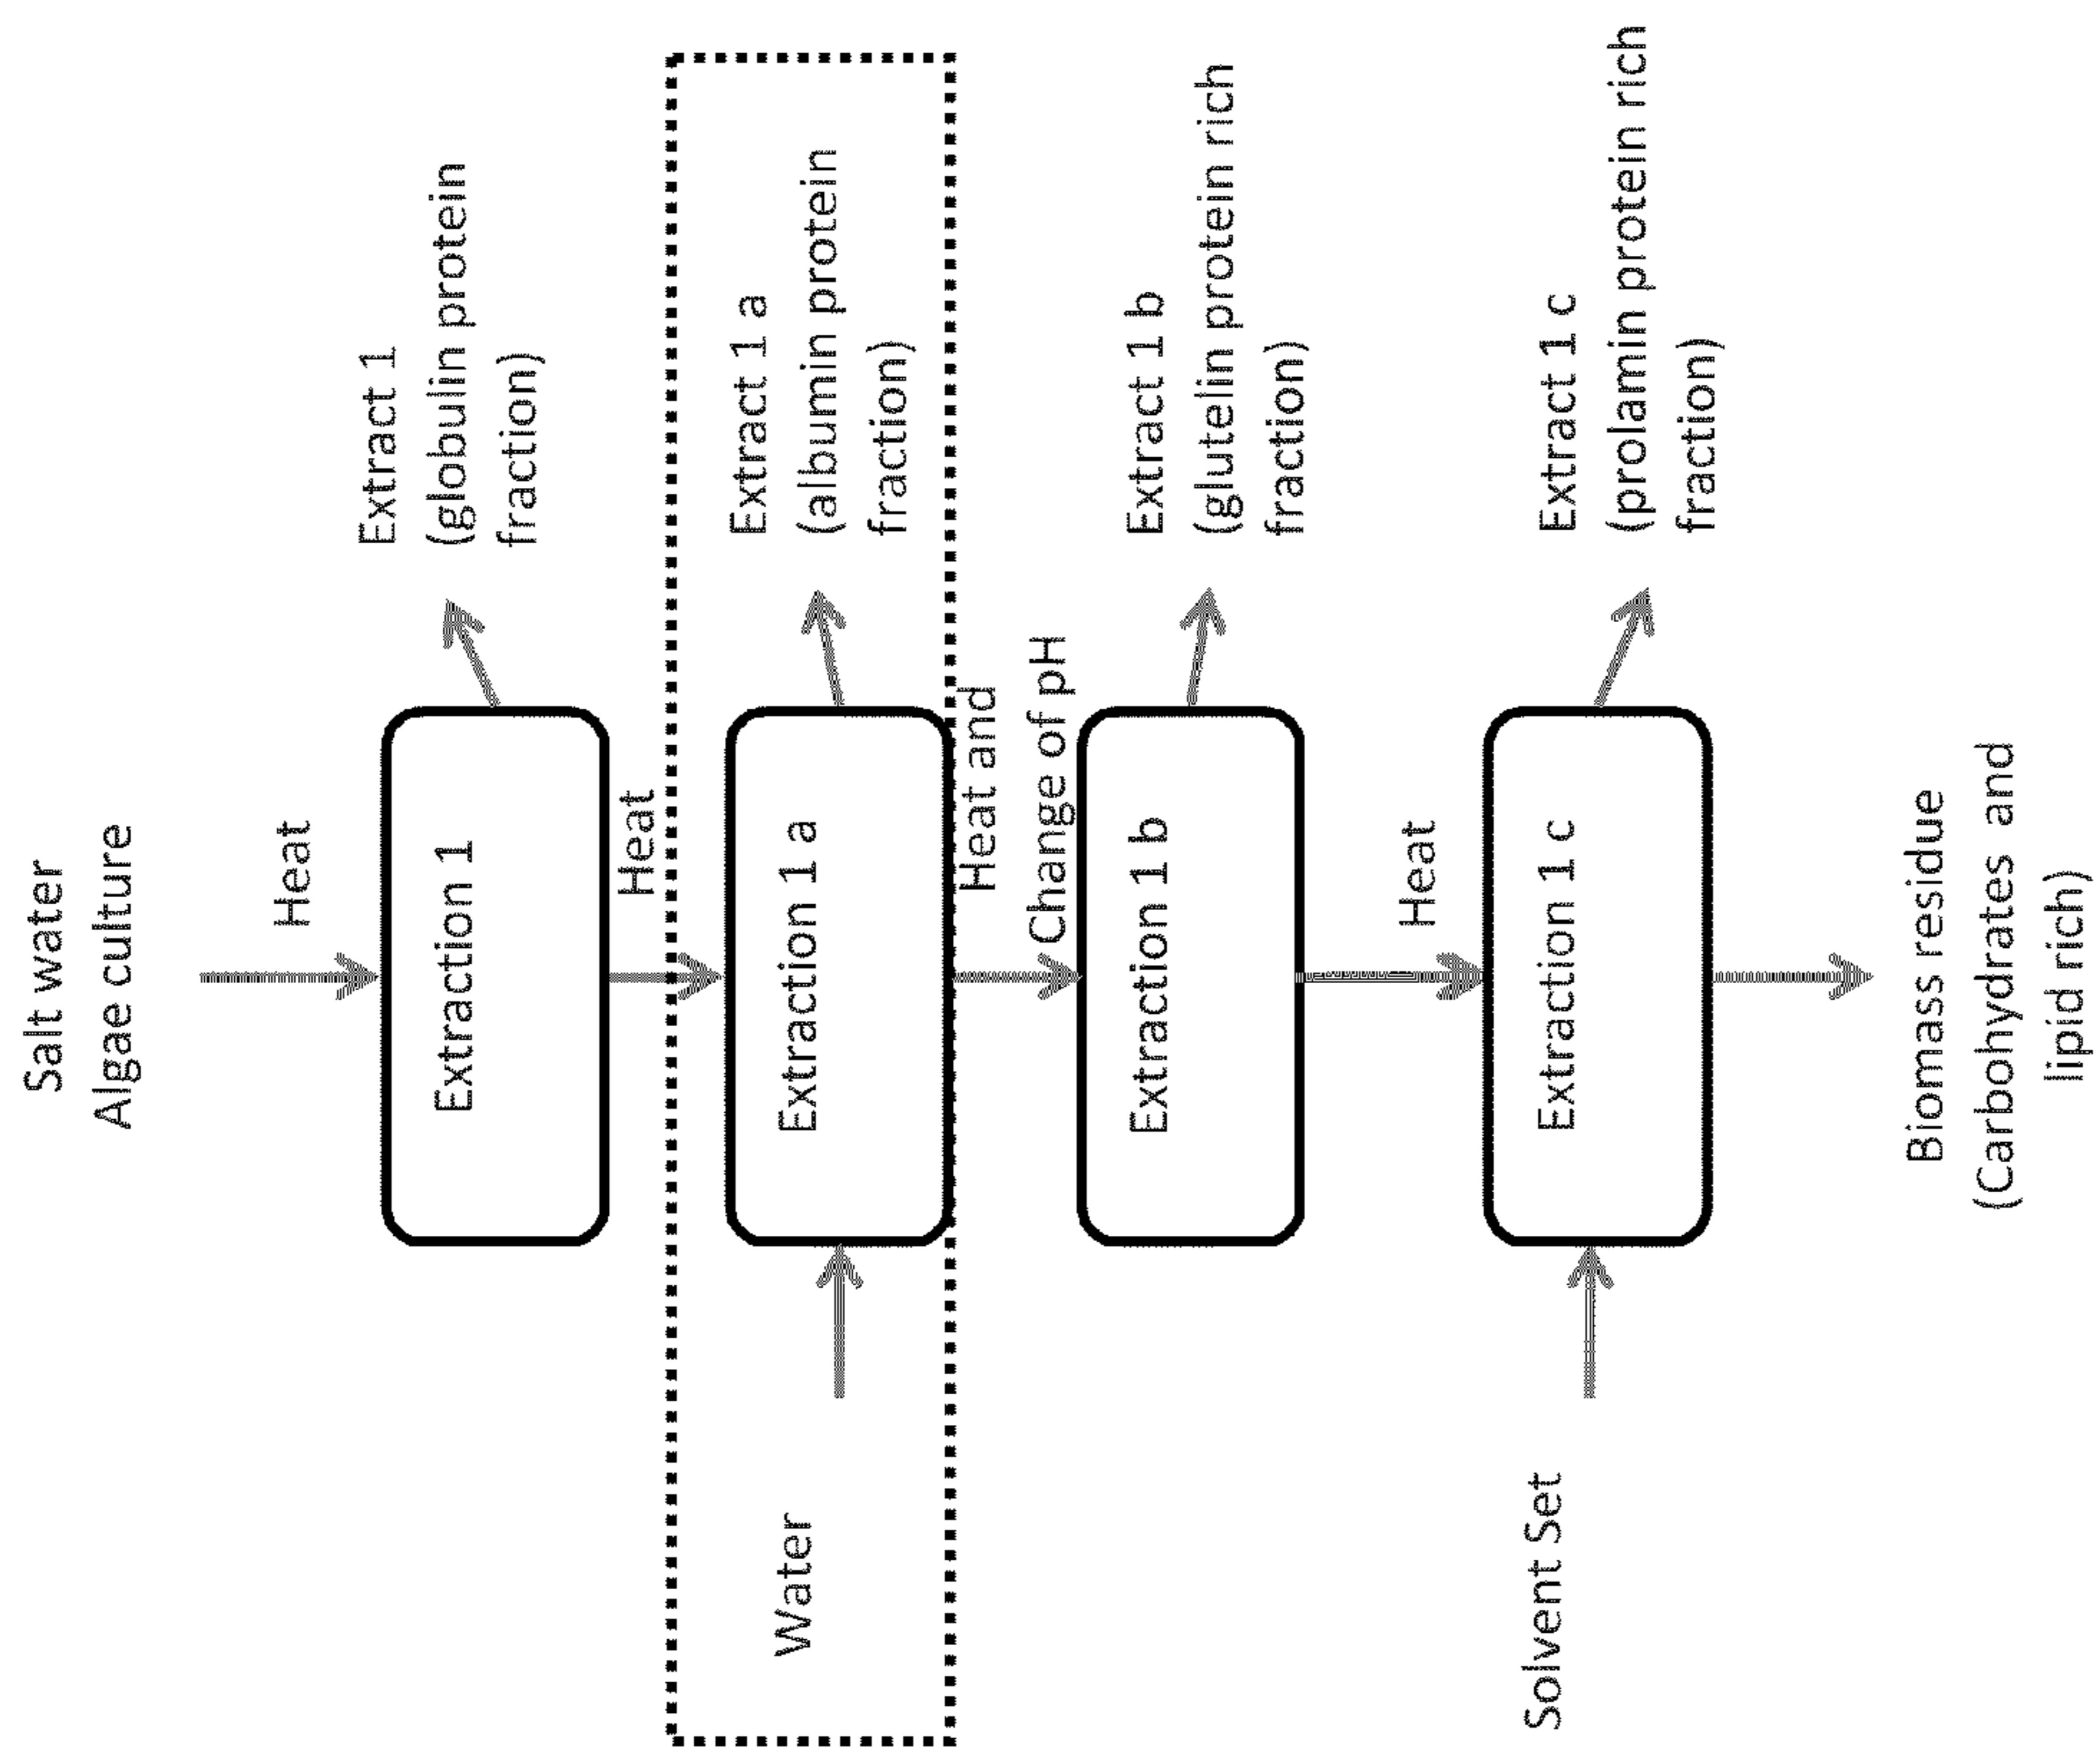 Salt water
Algae culture
Heat
Extraction 1
Extract 1
(globulin protein
fraction)
Heat
Water
Extraction 1 a
Extract 1 a
(albumin protein
fraction)
Heat and
Change of pH
Extraction 1 b
Extract 1 b
(glutelin protein rich
fraction)
Heat
Solvent Set
Extraction 1 c
Extract 1 c
(prolamin protein rich
fraction)
Biomass residue
(Carbohydrates and
lipid rich)